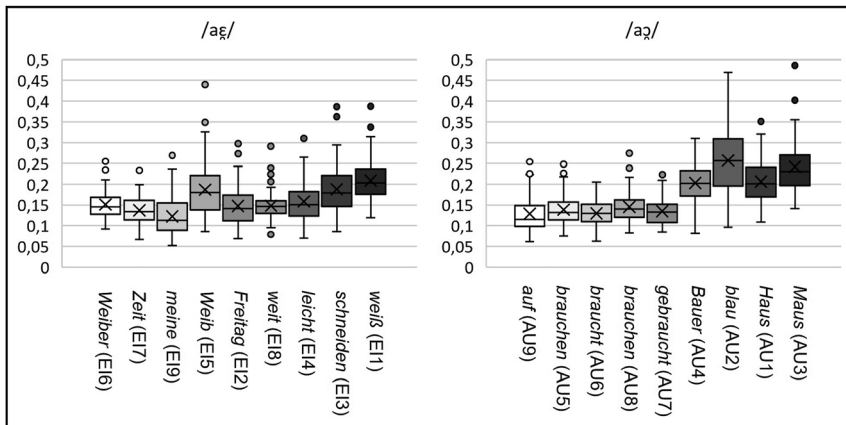 /aɛ̯/
0,5
0,45
0,4
0,35
0,3
0,25
0,2
0,15
0,1
0,05
0
Weiber (EI6)
Zeit (EI7)
meine (EI9)
Weib (EI5)
Freitag (EI2)
weit (EI8)
leicht (EI4)
schneiden (EI3)
weiß (EI1)
/aɔ̯/
0,5
0,45
0,4
0,35
0,3
0,25
0,2
0,15
0,1
0,05
0
auf (AU9)
brauchen (AU5)
braucht (AU6)
brauchen (AU8)
gebraucht (AU7)
Bauer (AU4)
blau (AU2)
Haus (AU1)
Maus (AU3)